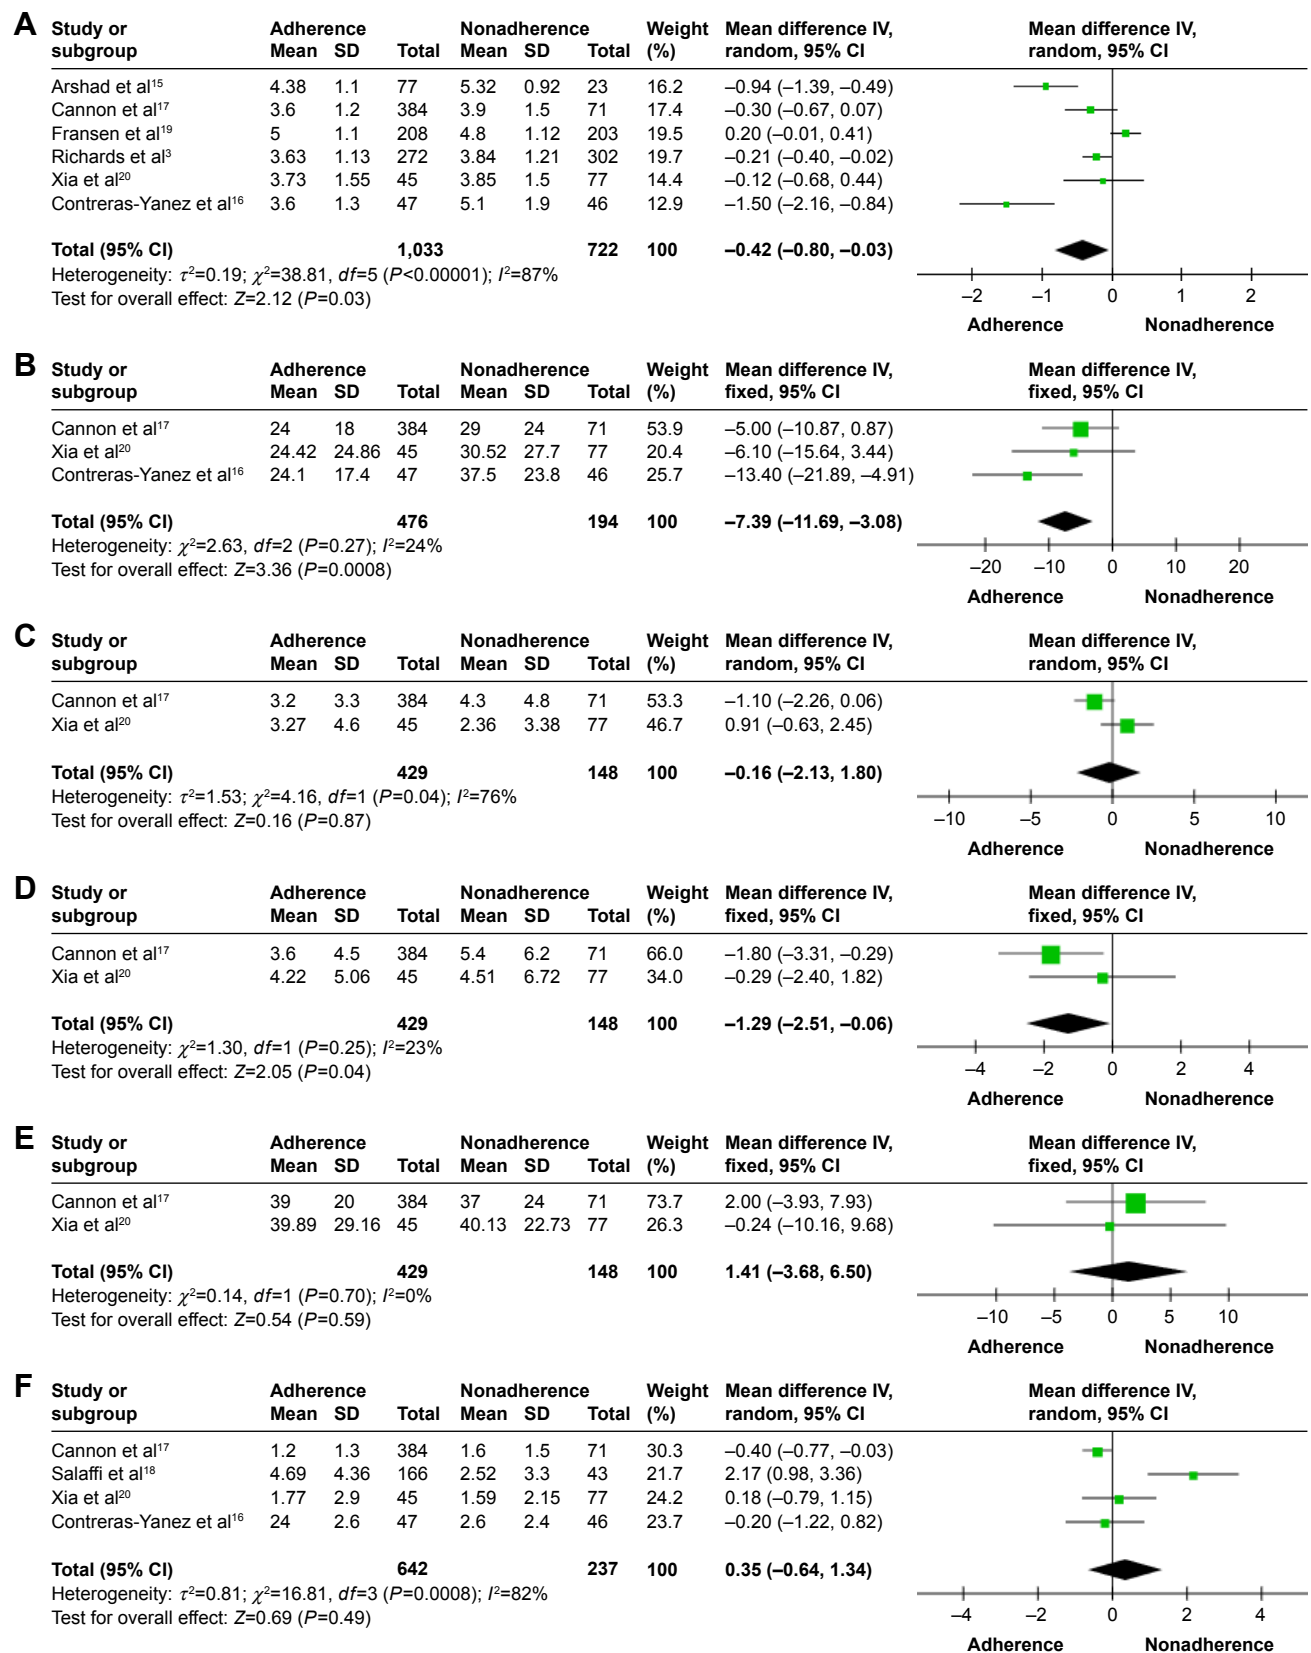 A Study or subgroup Adherence Nonadherence Weight (%) Mean difference IV, random, 95% CI Mean difference IV, random, 95% CI
Mean SD Total Mean SD Total
Arshad et al15 4.38 1.1 77 5.32 0.92 23 16.2 –0.94 (–1.39, –0.49)
Cannon et al17 3.6 1.2 384 3.9 1.5 71 17.4 –0.30 (–0.67, 0.07)
Fransen et al19 5 1.1 208 4.8 1.12 203 19.5 0.20 (–0.01, 0.41)
Richards et al3 3.63 1.13 272 3.84 1.21 302 19.7 –0.21 (–0.40, –0.02)
Xia et al20 3.73 1.55 45 3.85 1.5 77 14.4 –0.12 (–0.68, 0.44)
Contreras-Yanez et al16 3.6 1.3 47 5.1 1.9 46 12.9 –1.50 (–2.16, –0.84)
Total (95% CI) 1,033 722 100 –0.42 (–0.80, –0.03)
Heterogeneity: τ2=0.19; χ2=38.81, df=5 (P<0.00001); I2=87%
Test for overall effect: Z=2.12 (P=0.03)
–2 –1 0 1 2
Adherence Nonadherence
B Study or subgroup Adherence Nonadherence Weight (%) Mean difference IV, fixed, 95% CI Mean difference IV, fixed, 95% CI
Mean SD Total Mean SD Total
Cannon et al17 24 18 384 29 24 71 53.9 –5.00 (–10.87, 0.87)
Xia et al20 24.42 24.86 45 30.52 27.7 77 20.4 –6.10 (–15.64, 3.44)
Contreras-Yanez et al16 24.1 17.4 47 37.5 23.8 46 25.7 –13.40 (–21.89, –4.91)
Total (95% CI) 476 194 100 –7.39 (–11.69, –3.08)
Heterogeneity: χ2=2.63, df=2 (P=0.27); I2=24%
Test for overall effect: Z=3.36 (P=0.0008)
–20 –10 0 10 20
Adherence Nonadherence
C Study or subgroup Adherence Nonadherence Weight (%) Mean difference IV, random, 95% CI Mean difference IV, random, 95% CI
Mean SD Total Mean SD Total
Cannon et al17 3.2 3.3 384 4.3 4.8 71 53.3 –1.10 (–2.26, 0.06)
Xia et al20 3.27 4.6 45 2.36 3.38 77 46.7 0.91 (–0.63, 2.45)
Total (95% CI) 429 148 100 –0.16 (–2.13, 1.80)
Heterogeneity: τ2=1.53; χ2=4.16, df=1 (P=0.04); I2=76%
Test for overall effect: Z=0.16 (P=0.87)
–10 –5 0 5 10
Adherence Nonadherence
D Study or subgroup Adherence Nonadherence Weight (%) Mean difference IV, fixed, 95% CI Mean difference IV, fixed, 95% CI
Mean SD Total Mean SD Total
Cannon et al17 3.6 4.5 384 5.4 6.2 71 66.0 –1.80 (–3.31, –0.29)
Xia et al20 4.22 5.06 45 4.51 6.72 77 34.0 –0.29 (–2.40, 1.82)
Total (95% CI) 429 148 100 –1.29 (–2.51, –0.06)
Heterogeneity: χ2=1.30, df=1 (P=0.25); I2=23%
Test for overall effect: Z=2.05 (P=0.04)
–4 –2 0 2 4
Adherence Nonadherence
E Study or subgroup Adherence Nonadherence Weight (%) Mean difference IV, fixed, 95% CI Mean difference IV, fixed, 95% CI
Mean SD Total Mean SD Total
Cannon et al17 39 20 384 37 24 71 73.7 2.00 (–3.93, 7.93)
Xia et al20 39.89 29.16 45 40.13 22.73 77 26.3 –0.24 (–10.16, 9.68)
Total (95% CI) 429 148 100 1.41 (–3.68, 6.50)
Heterogeneity: χ2=0.14, df=1 (P=0.70); I2=0%
Test for overall effect: Z=0.54 (P=0.59)
–10 –5 0 5 10
Adherence Nonadherence
F Study or subgroup Adherence Nonadherence Weight (%) Mean difference IV, random, 95% CI Mean difference IV, random, 95% CI
Mean SD Total Mean SD Total
Cannon et al17 1.2 1.3 384 1.6 1.5 71 30.3 –0.40 (–0.77, –0.03)
Salaffi et al18 4.69 4.36 166 2.52 3.3 43 21.7 2.17 (0.98, 3.36)
Xia et al20 1.77 2.9 45 1.59 2.15 77 24.2 0.18 (–0.79, 1.15)
Contreras-Yanez et al16 24 2.6 47 2.6 2.4 46 23.7 –0.20 (–1.22, 0.82)
Total (95% CI) 642 237 100 0.35 (–0.64, 1.34)
Heterogeneity: τ2=0.81; χ2=16.81, df=3 (P=0.0008); I2=82%
Test for overall effect: Z=0.69 (P=0.49)
–4 –2 0 2 4
Adherence Nonadherence